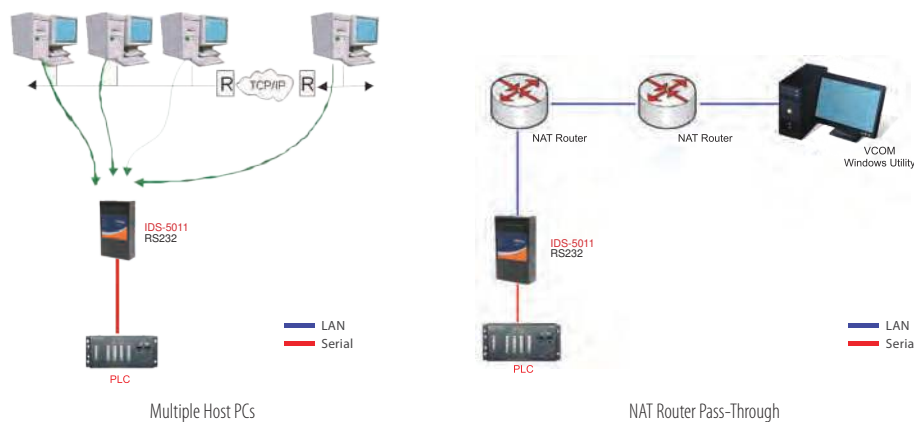 R
TCP/IP
R
IDS-5011
RS232
LAN
Serial
PLC
Multiple Host PCs
NAT Router
NAT Router
VCOM
Windows Utility
IDS-5011
RS232
LAN
Seria
PLC
NAT Router Pass-Through